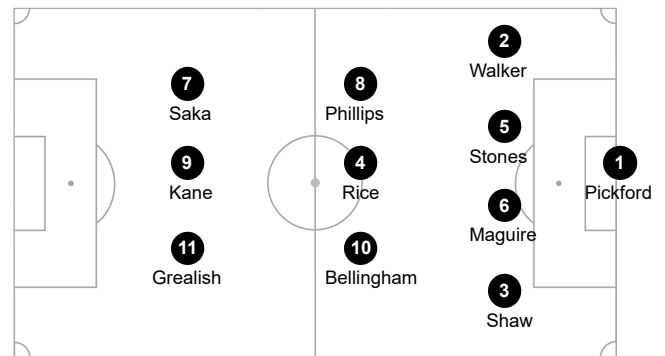 2
Walker
7
Saka
8
Phillips
5
Stones
9
Kane
4
Rice
1
Pickford
6
Maguire
11
Grealish
10
Bellingham
3
Shaw